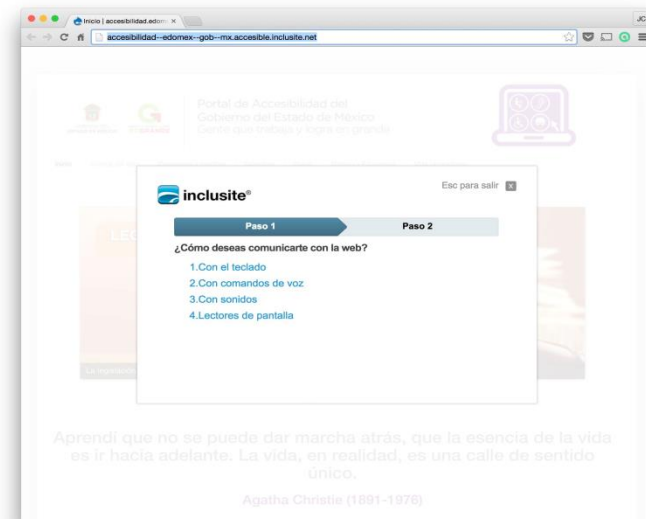 Inicio | accesibilidad.edom
JC
accesibilidad--edomex--gob--mx.accesible.inclusite.net
Portal de Accesibilidad del
Gobierno del Estado de México
Gente que trabaja y logra en grande
Esc para salir x
inclusite®
Paso 1 Paso 2
¿Cómo deseas comunicarte con la web?
1.Con el teclado
2.Con comandos de voz
3.Con sonidos
4.Lectores de pantalla
Aprendí que no se puede dar marcha atrás, que la esencia de la vida
es ir hacia adelante. La vida, en realidad, es una calle de sentido
único.
Agatha Christie (1891-1976)